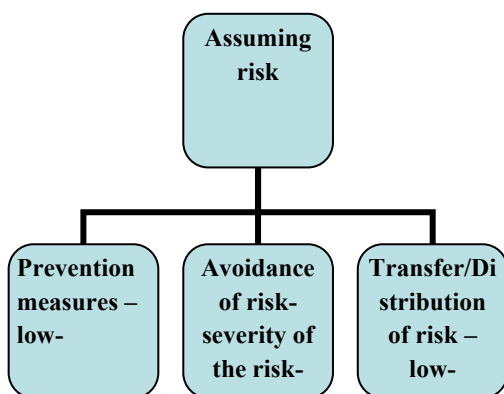 Assuming
risk
Prevention
measures –
low-
Avoidance
of risk-
severity of
the risk-
Transfer/Di
stribution
of risk –
low-